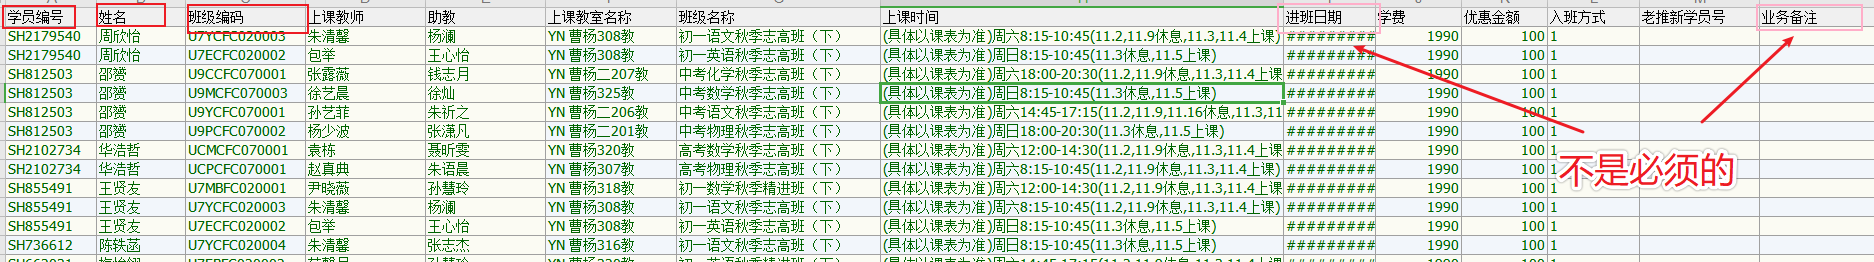 学员编号 姓名 班级编码 上课教师 助教 上课教室名称 班级名称 上课时间 进班日期 学费 优惠金额 入班方式 老推新学员号 业务备注
SH2179540 周欣怡 U7YCFC020003 朱清馨 杨澜 YN 曹杨308教 初一语文秋季志高班（下） (具体以课表为准)周六8:15-10:45(11.2,11.9休息,11.3,11.4上课) ######### 1990 100 1
SH2179540 周欣怡 U7ECFC020002 包举 王心怡 YN 曹杨308教 初一英语秋季志高班（下） (具体以课表为准)周日8:15-10:45(11.3休息,11.5上课) ######### 1990 100 1
SH812503 邵赟 U9CCFC070001 张露薇 钱志月 YN 曹杨二207教 中考化学秋季志高班（下） (具体以课表为准)周六18:00-20:30(11.2,11.9休息,11.3,11.4上课 ######### 1990 100 1
SH812503 邵赟 U9MCFC070003 徐艺晨 徐灿 YN 曹杨325教 中考数学秋季志高班（下） (具体以课表为准)周日8:15-10:45(11.3休息,11.5上课) ######### 1990 100 1
SH812503 邵赟 U9YCFC070001 孙艺菲 朱祈之 YN 曹杨二206教 中考语文秋季志高班（下） (具体以课表为准)周六14:45-17:15(11.2,11.9,11.16休息,11.3,11 ######### 1990 100 1
SH812503 邵赟 U9PCFC070002 杨少波 张潇凡 YN 曹杨二201教 中考物理秋季志高班（下） (具体以课表为准)周日18:00-20:30(11.3休息,11.5上课) ######### 1990 100 1
SH2102734 华浩哲 UCMCFC070001 袁栋 聂昕雯 YN 曹杨320教 高考数学秋季志高班（下） (具体以课表为准)周六12:00-14:30(11.2,11.9休息,11.3,11.4上课 ######### 1990 100 1
SH2102734 华浩哲 UCPCFC070001 赵真典 朱语晨 YN 曹杨307教 高考物理秋季志高班（下） (具体以课表为准)周六8:15-10:45(11.2,11.9休息,11.3,11.4上课) ######### 1990 100 1
不是必须的
SH855491 王贤友 U7MBFC020001 尹晓薇 孙慧玲 YN 曹杨318教 初一数学秋季精进班（下） (具体以课表为准)周六12:00-14:30(11.2,11.9休息,11.3,11.4上课 ######### 1990 100 1
SH855491 王贤友 U7YCFC020003 朱清馨 杨澜 YN 曹杨308教 初一语文秋季志高班（下） (具体以课表为准)周六8:15-10:45(11.2,11.9休息,11.3,11.4上课) ######### 1990 100 1
SH855491 王贤友 U7ECFC020002 包举 王心怡 YN 曹杨308教 初一英语秋季志高班（下） (具体以课表为准)周日8:15-10:45(11.3休息,11.5上课) ######### 1990 100 1
SH736612 陈轶菡 U7YCFC020004 朱清馨 张志杰 YN 曹杨316教 初一语文秋季志高班（下） (具体以课表为准)周日8:15-10:45(11.3休息,11.5上课) ######### 1990 100 1